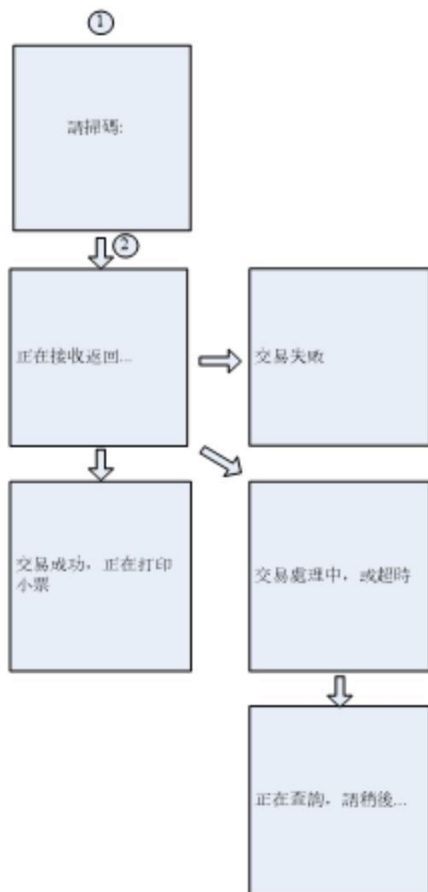 1
請掃碼:
2
正在接收返回...
交易失敗
交易成功，正在打印
小票
交易處理中，或超時
正在查詢，請稍後...